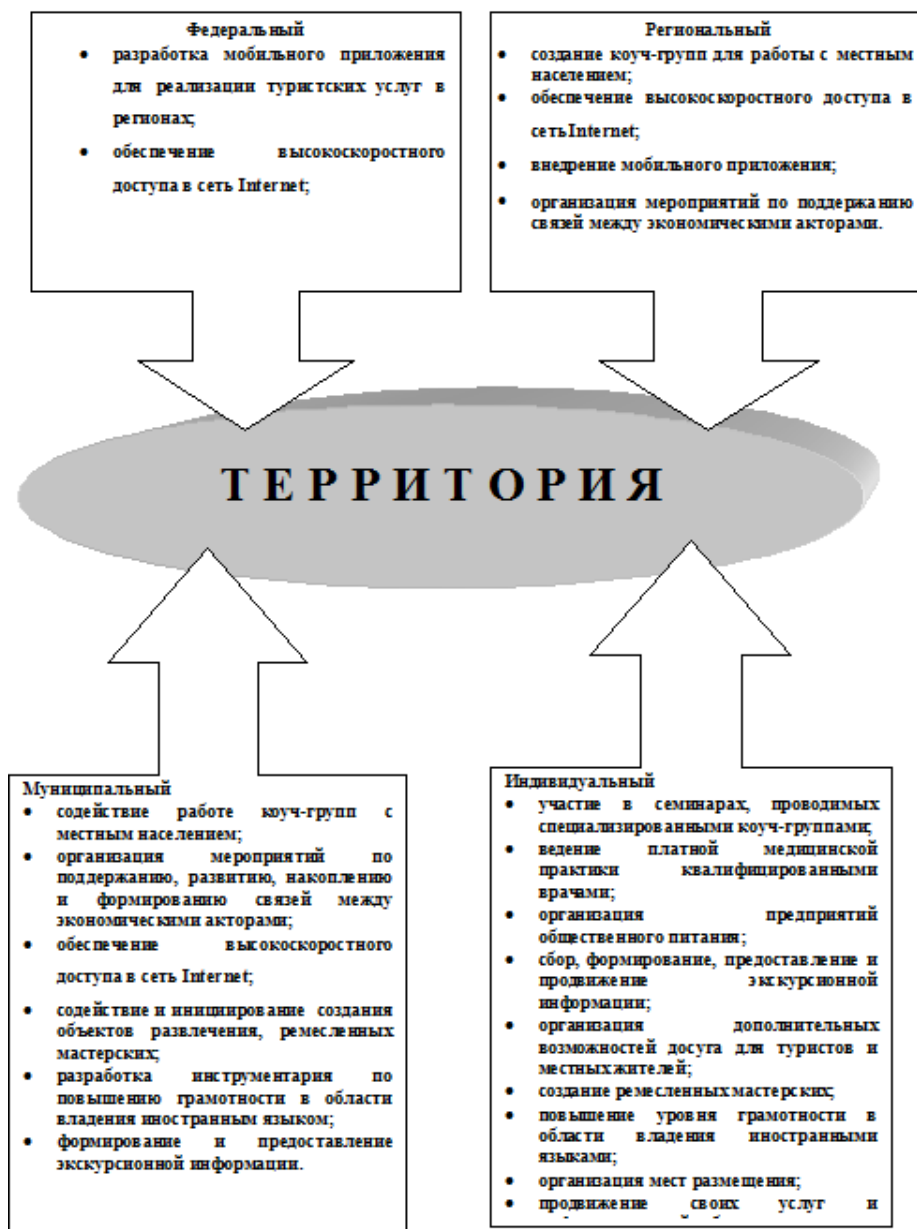 Федеральный
• разработка мобильного приложения
для реализации туристских услуг в
регионах;
• обеспечение высокоскоростного
доступа в сеть Internet;
Региональный
• создание коуч-групп для работы с местным
населением;
• обеспечение высокоскоростного доступа в
сеть Internet;
• внедрение мобильного приложения;
• организация мероприятий по поддержанию
связей между экономическими акторами.
ТЕРРИТОРИЯ
Муниципальный
• содействие работе коуч-групп с
местным населением;
• организация мероприятий по
поддержанию, развитию, накоплению
и формированию связей между
экономическими акторами;
• обеспечение высокоскоростного
доступа в сеть Internet;
• содействие и инициирование создания
объектов развлечения, ремесленных
мастерских;
• разработка инструментария по
повышению грамотности в области
владения иностранным языком;
• формирование и предоставление
экскурсионной информации.
Индивидуальный
• участие в семинарах, проводимых
специализированными коуч-группами;
• ведение платной медицинской
практики квалифицированными
врачами;
• организация предприятий
общественного питания;
• сбор, формирование, предоставление и
продвижение экскурсионной
информации;
• организация дополнительных
возможностей досуга для туристов и
местных жителей;
• создание ремесленных мастерских;
• повышение уровня грамотности в
области владения иностранными
языками;
• организация мест размещения;
• продвижение своих услуг и